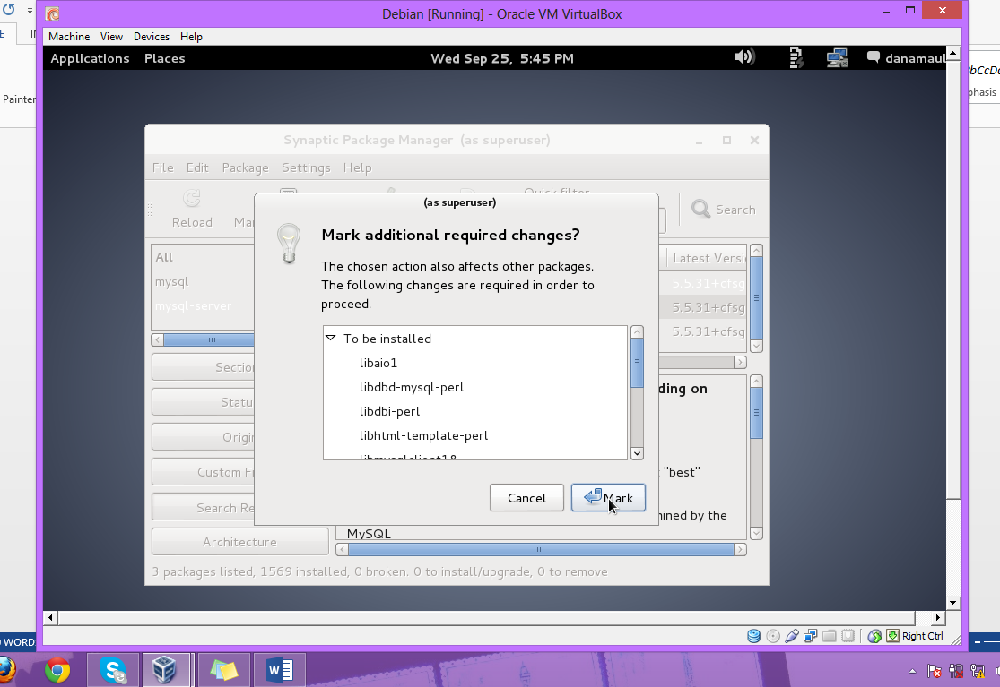 Debian [Running] - Oracle VM VirtualBox
Machine View Devices Help
Applications Places Wed Sep 25, 5:45 PM danamaul
Painter
Synaptic Package Manager (as superuser)
File Edit Package Settings Help
Quick filter
Reload
Search
(as superuser)
Mark additional required changes?
The chosen action also affects other packages.
The following changes are required in order to
proceed.
To be installed
libaio1
libdbd-mysql-perl
libdbi-perl
libhtml-template-perl
libmysqlclient18
Cancel Mark
All
mysql
mysql-server
Latest Versi
5.5.31+dfsg
5.5.31+dfsg
5.5.31+dfsg
Sectio
Statu
Origi
Custom Fi
Search Re
Architecture
ding on
"best"
ined by the
MySQL
3 packages listed, 1569 installed, 0 broken. 0 to install/upgrade, 0 to remove
Right Ctrl
WORD